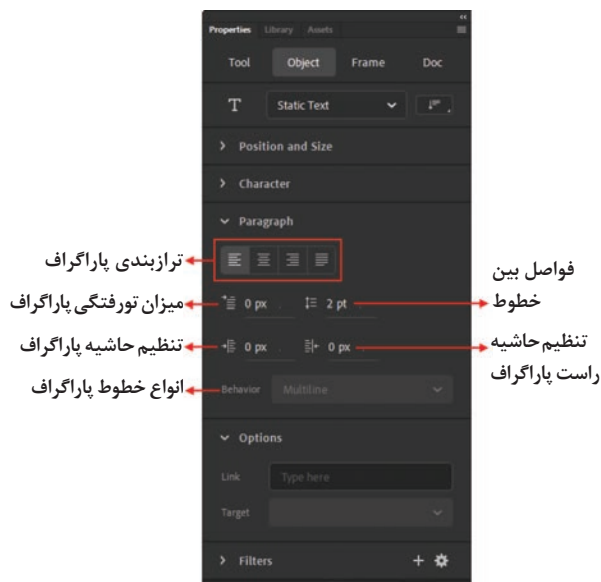 Properties Library Assets
Tool Object Frame Doc
T Static Text
Position and Size
Character
Paragraph
ترازبندی پاراگراف
فواصل بین
خطوط
میزان تورفتگی پاراگراف
0 px 2 pt
تنظیم حاشیه پاراگراف
0 px 0 px
تنظیم حاشیه
راست پاراگراف
انواع خطوط پاراگراف
Behavior Multiline
Options
Link Type here
Target
Filters